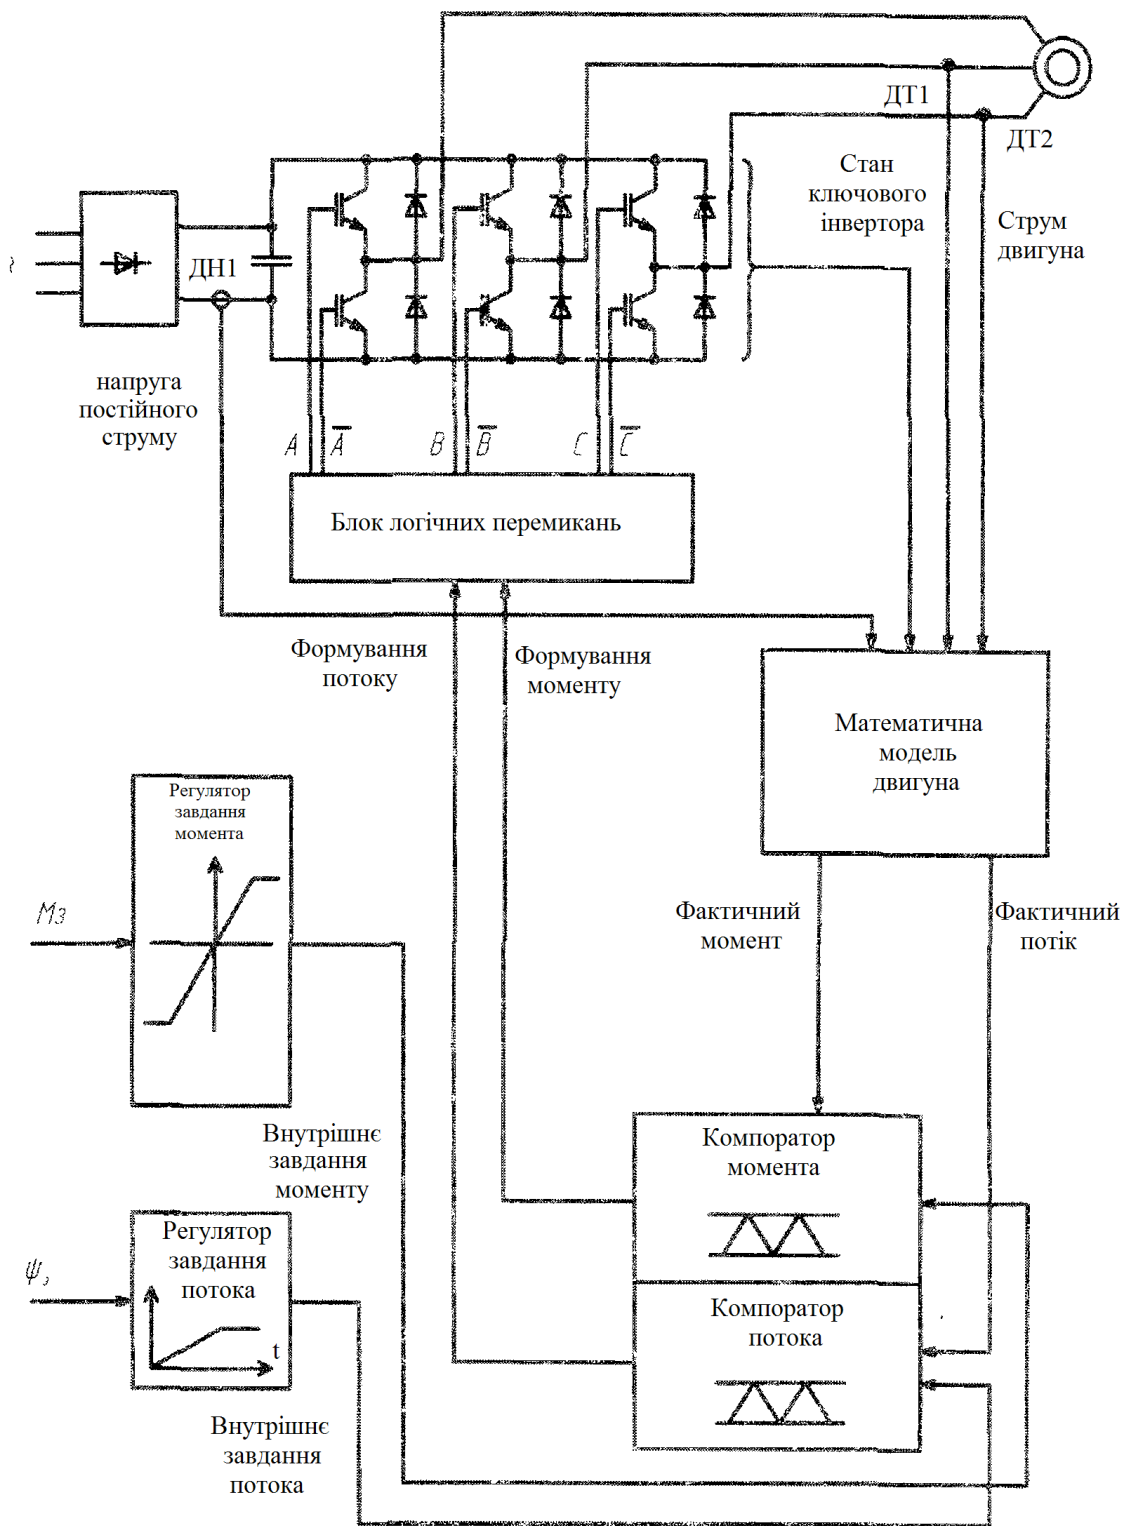 ДТ1
ДТ2
Стан
ключового
інвертора
Струм
двигуна
~
ДН1
напруга
постійного
струму
A
A̅
B
B̅
C
C̅
Блок логічних перемикань
Формування
потоку
Формування
моменту
Математична
модель
двигуна
Регулятор
завдання
момента
Мз
Фактичний
момент
Фактичний
потік
Внутрішнє
завдання
моменту
Компоратор
момента
Регулятор
завдання
потока
t
ψз
Компоратор
потока
Внутрішнє
завдання
потока